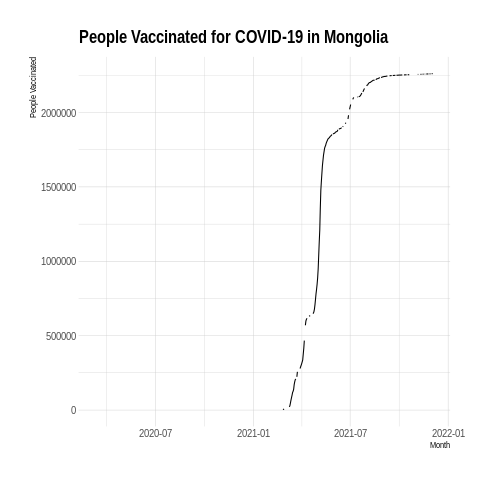 People Vaccinated for COVID-19 in Mongolia
People Vaccinated
2000000
1500000
1000000
500000
0
2020-07 2021-01 2021-07 2022-01
Month